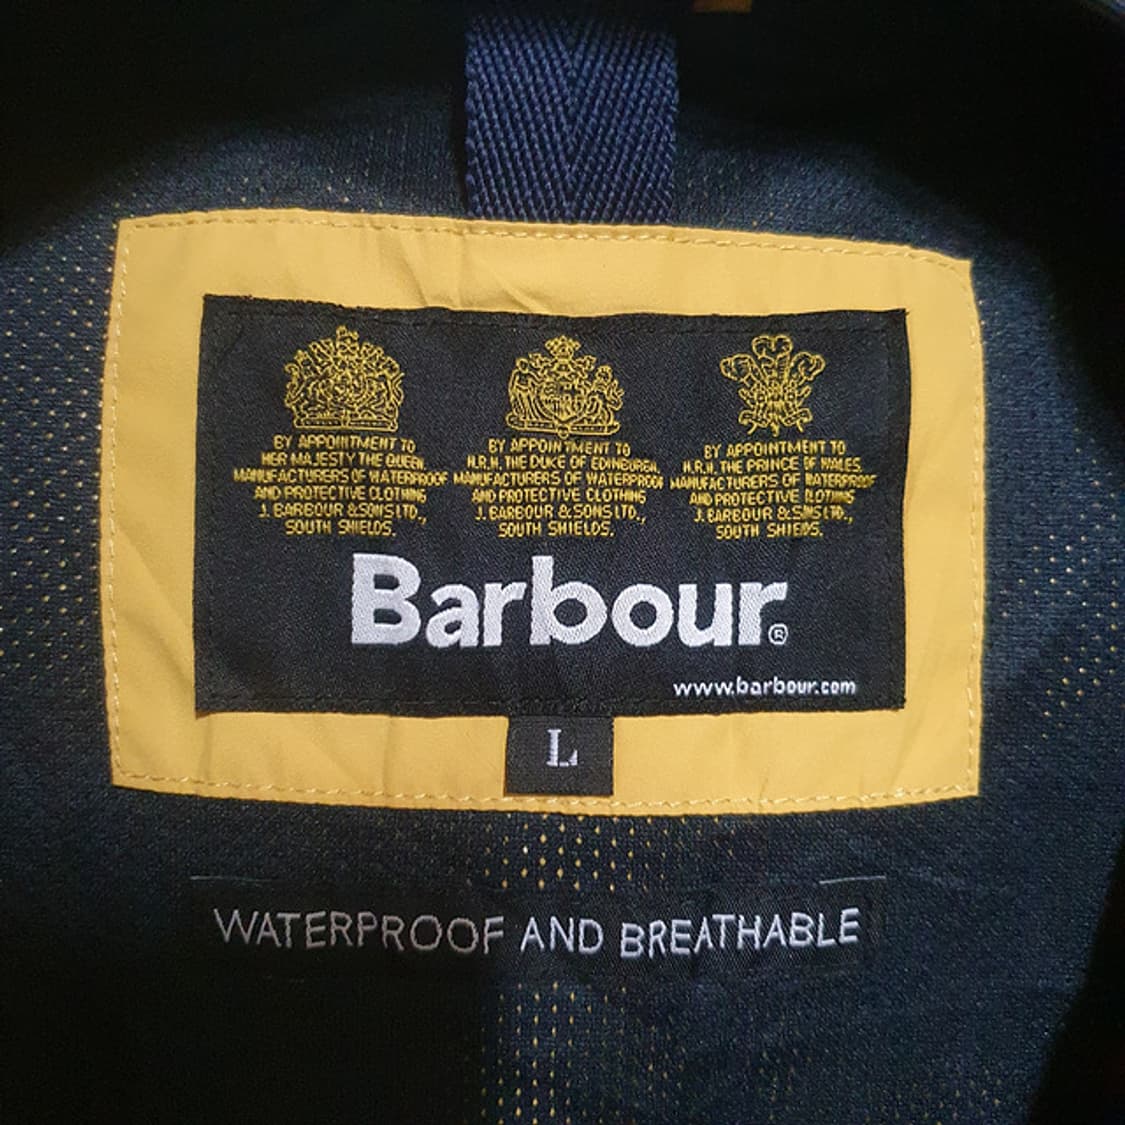 BY APPOINTMENT TO
HER MAJESTY THE QUEEN.
MANUFACTURERS OF WATERPROOF
AND PROTECTIVE CLOTHING
J. BARBOUR & SONS LTD.,
SOUTH SHIELDS.
BY APPOINTMENT TO
H.R.H. THE DUKE OF EDINBURGH.
MANUFACTURERS OF WATERPROOF
AND PROTECTIVE CLOTHING
J. BARBOUR & SONS LTD.,
SOUTH SHIELDS.
BY APPOINTMENT TO
H.R.H. THE PRINCE OF WALES.
MANUFACTURERS OF WATERPROOF
AND PROTECTIVE CLOTHING
J. BARBOUR & SONS LTD.,
SOUTH SHIELDS.
Barbour®
www.barbour.com
L
WATERPROOF AND BREATHABLE